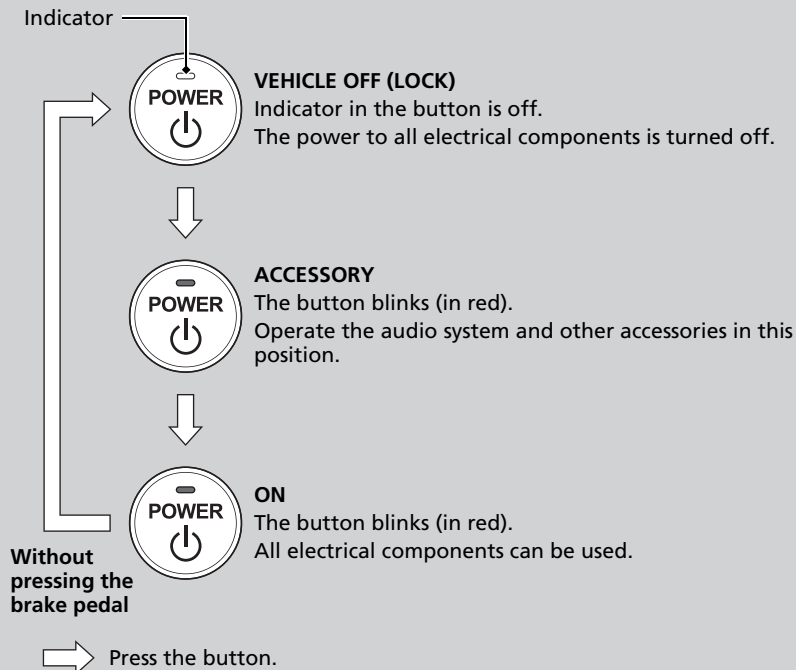 Indicator
POWER
VEHICLE OFF (LOCK)
Indicator in the button is off.
The power to all electrical components is turned off.
POWER
ACCESSORY
The button blinks (in red).
Operate the audio system and other accessories in this
position.
POWER
ON
The button blinks (in red).
All electrical components can be used.
Without
pressing the
brake pedal
Press the button.